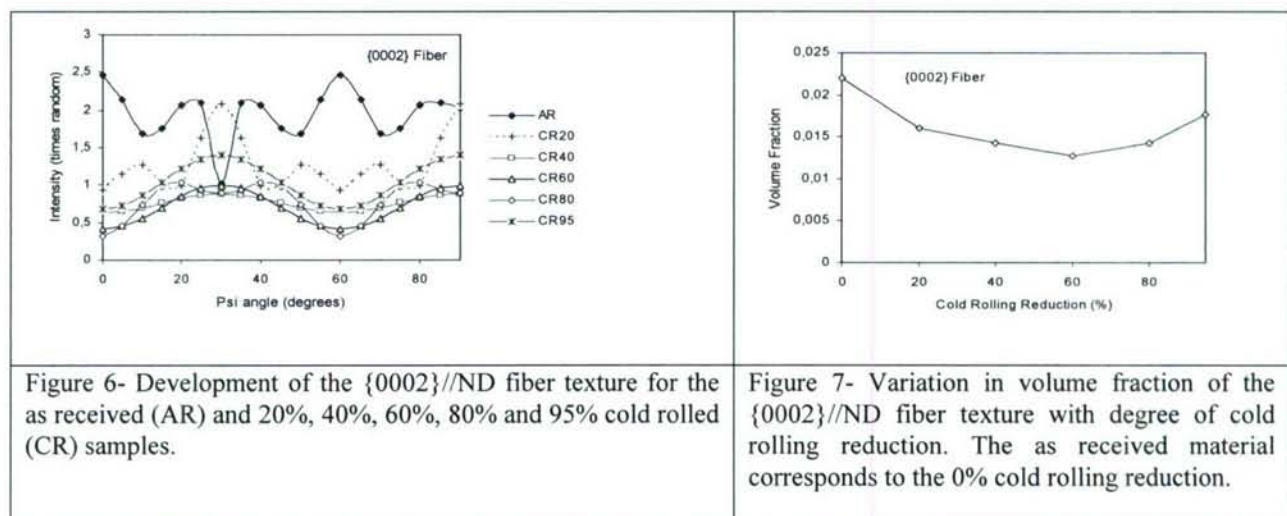 3
2,5
2
1,5
1
0,5
0
Intensity (times random)
{0002} Fiber
0 20 40 60 80
Psi angle (degrees)
AR
CR20
CR40
CR60
CR80
CR95
Figure 6- Development of the {0002}//ND fiber texture for the
as received (AR) and 20%, 40%, 60%, 80% and 95% cold rolled
(CR) samples.
0,025
0,02
0,015
0,01
0,005
0
Volume Fraction
{0002} Fiber
0 20 40 60 80
Cold Rolling Reduction (%)
Figure 7- Variation in volume fraction of the
{0002}//ND fiber texture with degree of cold
rolling reduction. The as received material
corresponds to the 0% cold rolling reduction.